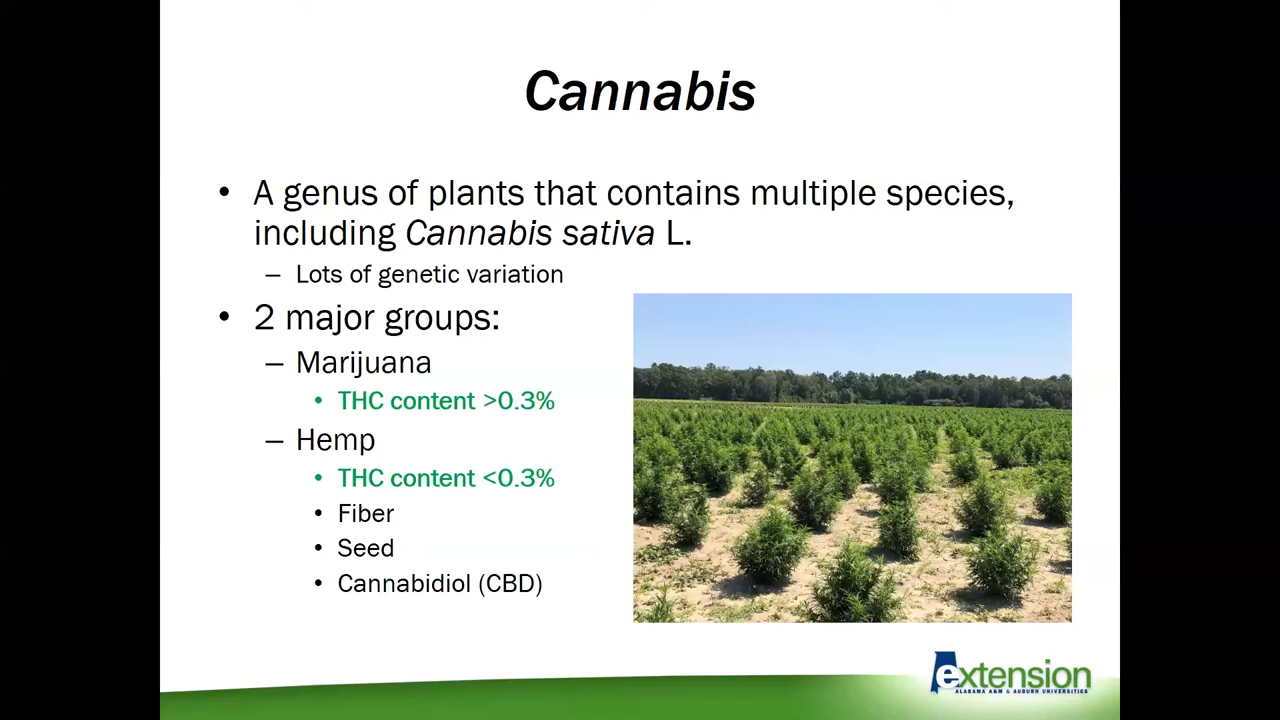 Cannabis
• A genus of plants that contains multiple species,
including Cannabis sativa L.
– Lots of genetic variation
• 2 major groups:
– Marijuana
• THC content >0.3%
– Hemp
• THC content <0.3%
• Fiber
• Seed
• Cannabidiol (CBD)
extension
ALABAMA A&M & AUBURN UNIVERSITIES